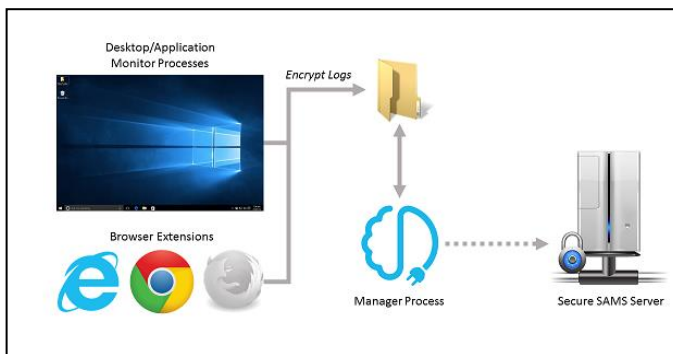 Desktop/Application
Monitor Processes
Encrypt Logs
Browser Extensions
Manager Process
Secure SAMS Server